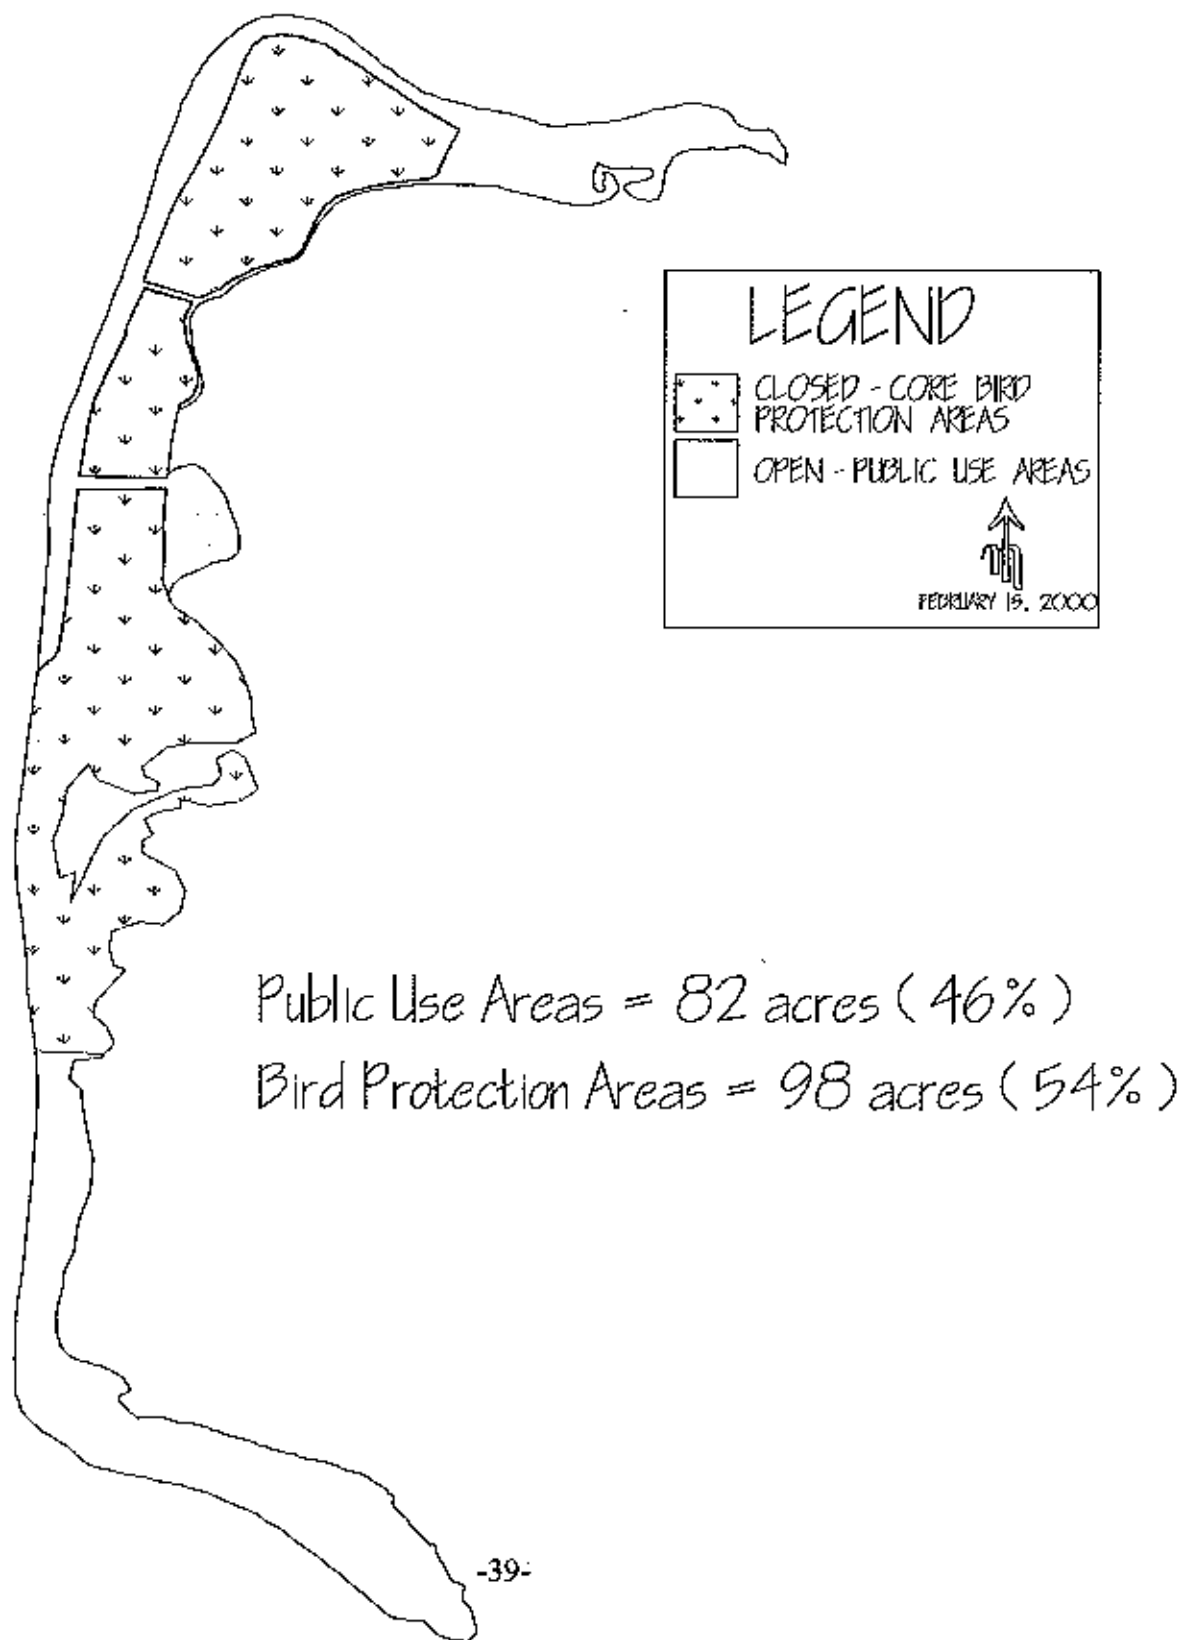 LEGEND
CLOSED - CORE BIRD
PROTECTION AREAS
OPEN - PUBLIC USE AREAS
FEBRUARY 15, 2000
Public Use Areas = 82 acres ( 46% )
Bird Protection Areas = 98 acres ( 54% )
-39-